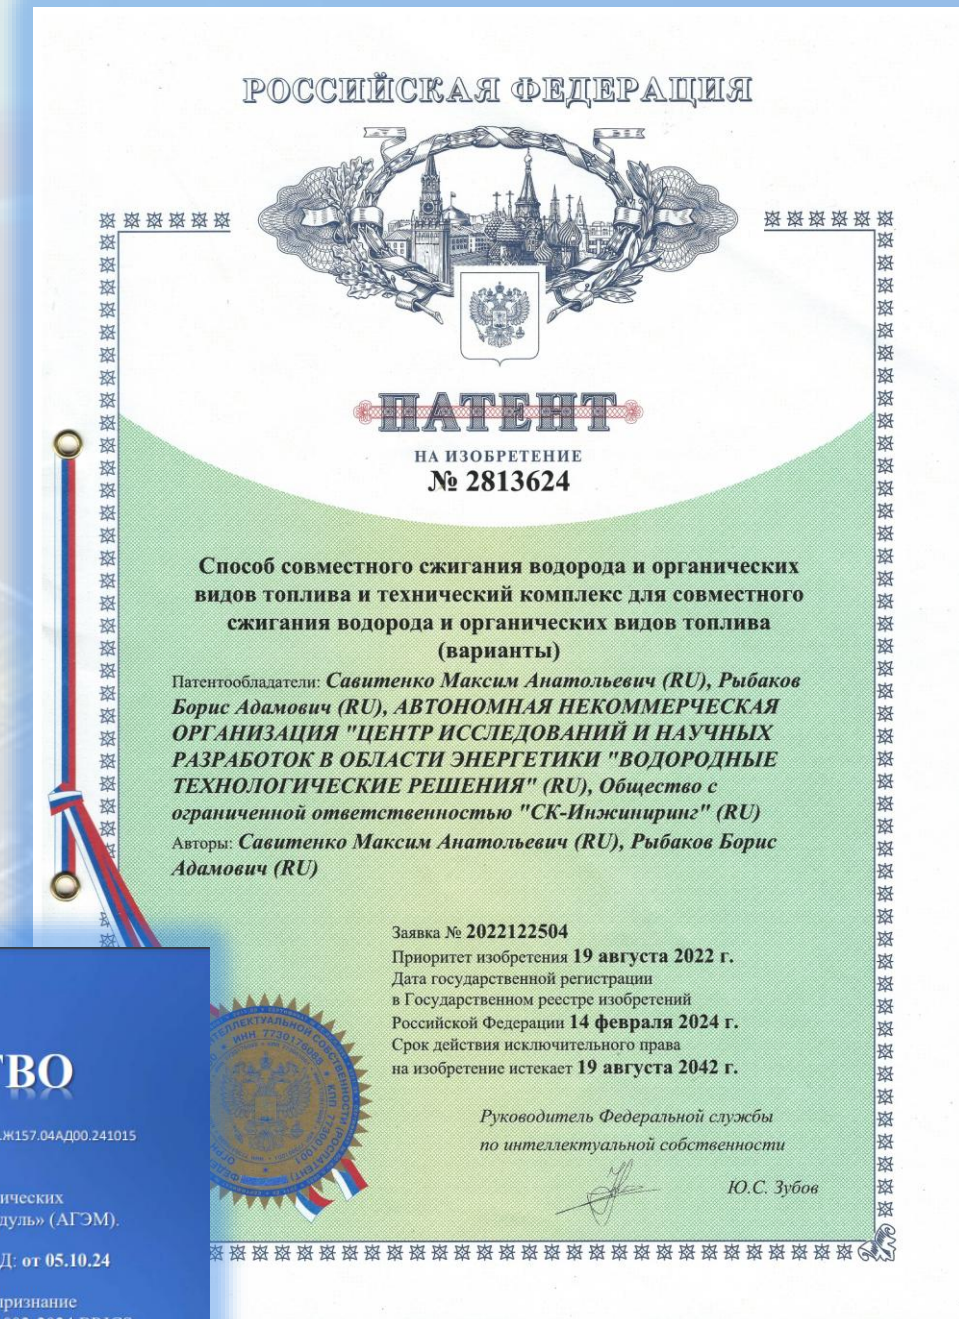 РОССИЙСКАЯ ФЕДЕРАЦИЯ
ПАТЕНТ
НА ИЗОБРЕТЕНИЕ
№ 2813624
Способ совместного сжигания водорода и органических
видов топлива и технический комплекс для совместного
сжигания водорода и органических видов топлива
(варианты)
Патентообладатели: Савитенко Максим Анатольевич (RU), Рыбаков
Борис Адамович (RU), АВТОНОМНАЯ НЕКОММЕРЧЕСКАЯ
ОРГАНИЗАЦИЯ "ЦЕНТР ИССЛЕДОВАНИЙ И НАУЧНЫХ
РАЗРАБОТОК В ОБЛАСТИ ЭНЕРГЕТИКИ "ВОДОРОДНЫЕ
ТЕХНОЛОГИЧЕСКИЕ РЕШЕНИЯ" (RU), Общество с
ограниченной ответственностью "СК-Инжиниринг" (RU)
Авторы: Савитенко Максим Анатольевич (RU), Рыбаков Борис
Адамович (RU)
Заявка № 2022122504
Приоритет изобретения 19 августа 2022 г.
Дата государственной регистрации
в Государственном реестре изобретений
Российской Федерации 14 февраля 2024 г.
Срок действия исключительного права
на изобретение истекает 19 августа 2042 г.
Руководитель Федеральной службы
по интеллектуальной собственности
Ю.С. Зубов
ИНН 7730176088
КПП 773001001
ТВО
.Ж157.04АД00.241015
ических
дуль» (АГЭМ).
Д: от 05.10.24
признание